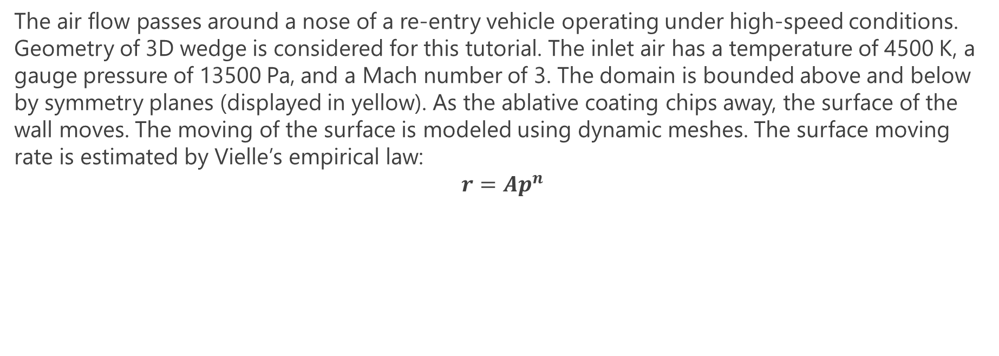 The air flow passes around a nose of a re-entry vehicle operating under high-speed conditions.
Geometry of 3D wedge is considered for this tutorial. The inlet air has a temperature of 4500 K, a
gauge pressure of 13500 Pa, and a Mach number of 3. The domain is bounded above and below
by symmetry planes (displayed in yellow). As the ablative coating chips away, the surface of the
wall moves. The moving of the surface is modeled using dynamic meshes. The surface moving
rate is estimated by Vielle’s empirical law:
r = Apⁿ